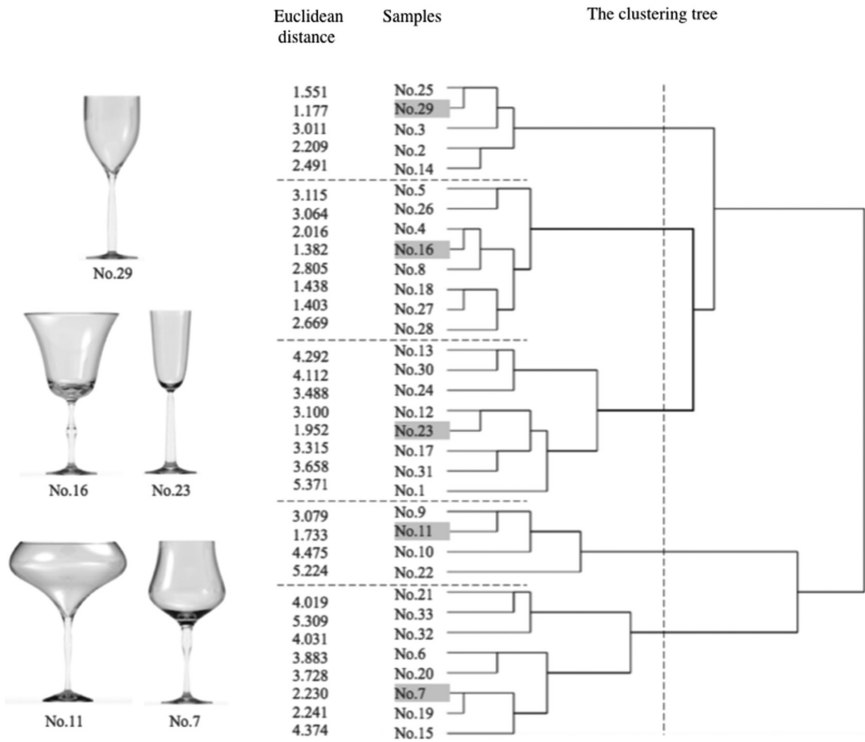 Euclidean distance Samples The clustering tree
1.551 No.25
1.177 No.29
3.011 No.3
2.209 No.2
2.491 No.14
3.115 No.5
3.064 No.26
2.016 No.4
1.382 No.16
2.805 No.8
1.438 No.18
1.403 No.27
2.669 No.28
4.292 No.13
4.112 No.30
3.488 No.24
3.100 No.12
1.952 No.23
3.315 No.17
3.658 No.31
5.371 No.1
3.079 No.9
1.733 No.11
4.475 No.10
5.224 No.22
4.019 No.21
5.309 No.33
4.031 No.32
3.883 No.6
3.728 No.20
2.230 No.7
2.241 No.19
4.374 No.15
No.29
No.16 No.23
No.11 No.7